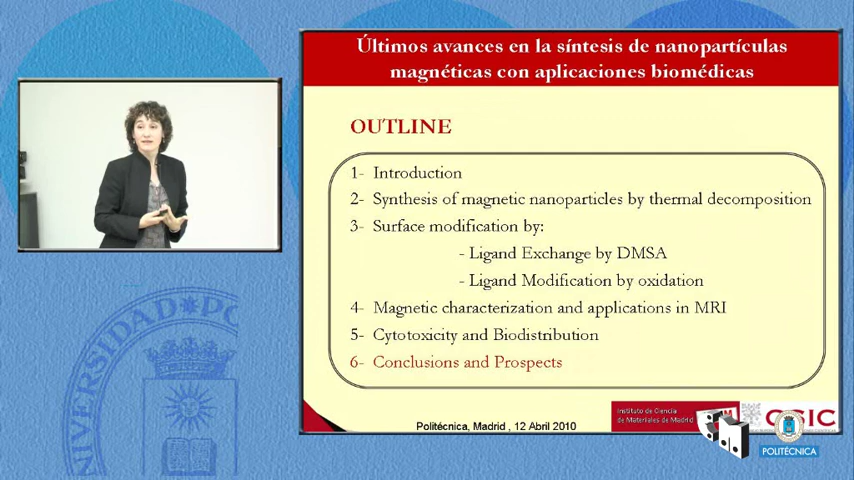 Últimos avances en la síntesis de nanopartículas
magnéticas con aplicaciones biomédicas
OUTLINE
1- Introduction
2- Synthesis of magnetic nanoparticles by thermal decomposition
3- Surface modification by:
- Ligand Exchange by DMSA
- Ligand Modification by oxidation
4- Magnetic characterization and applications in MRI
5- Cytotoxicity and Biodistribution
6- Conclusions and Prospects
Politécnica, Madrid , 12 Abril 2010
Instituto de Ciencia
de Materiales de Madrid
CSIC
POLITÉCNICA